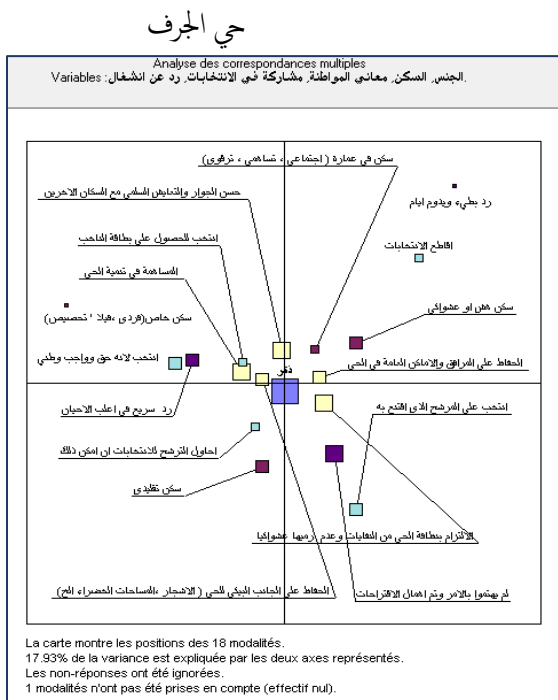 حي الجرف
Analyse des correspondances multiples
Variables : الجنس, السكن, معاني المواطنة, مشاركة في الانتخابات, رد عن انشغال.
سكن في عمارة ( اجتماعي ، تساهمي ، ترقوي)
رد بطيء ويدوم ايام
حسن الجوار والتعايش السلمي مع السكان الاخرين
انتخب للحصول على بطاقة الناخب
اقاطع الانتخابات
المساهمة في تنمية الحي
سكن هش او عشوائي
سكن خاص(فردي ،فيلا ' تحصيص)
انتخب لانه حق وواجب وطني
الحفاظ على المرافق والاماكن العامة في الحي
ذكر
رد سريع في اغلب الاحيان
انتخب على المرشح الذي اقتنع به
احاول الترشح للانتخابات ان امكن ذلك
سكن تقليدي
الالتزام بنظافة الحي من النفايات وعدم رميها عشوائيا
الحفاظ على الجانب البيئي للحي ( الاشجار ،المساحات الخضراء الخ)
لم يهتموا بالامر وتم اهمال الاقتراحات
La carte montre les positions des 18 modalités.
17.93% de la variance est expliquée par les deux axes représentés.
Les non-réponses ont été ignorées.
1 modalités n'ont pas été prises en compte (effectif nul).